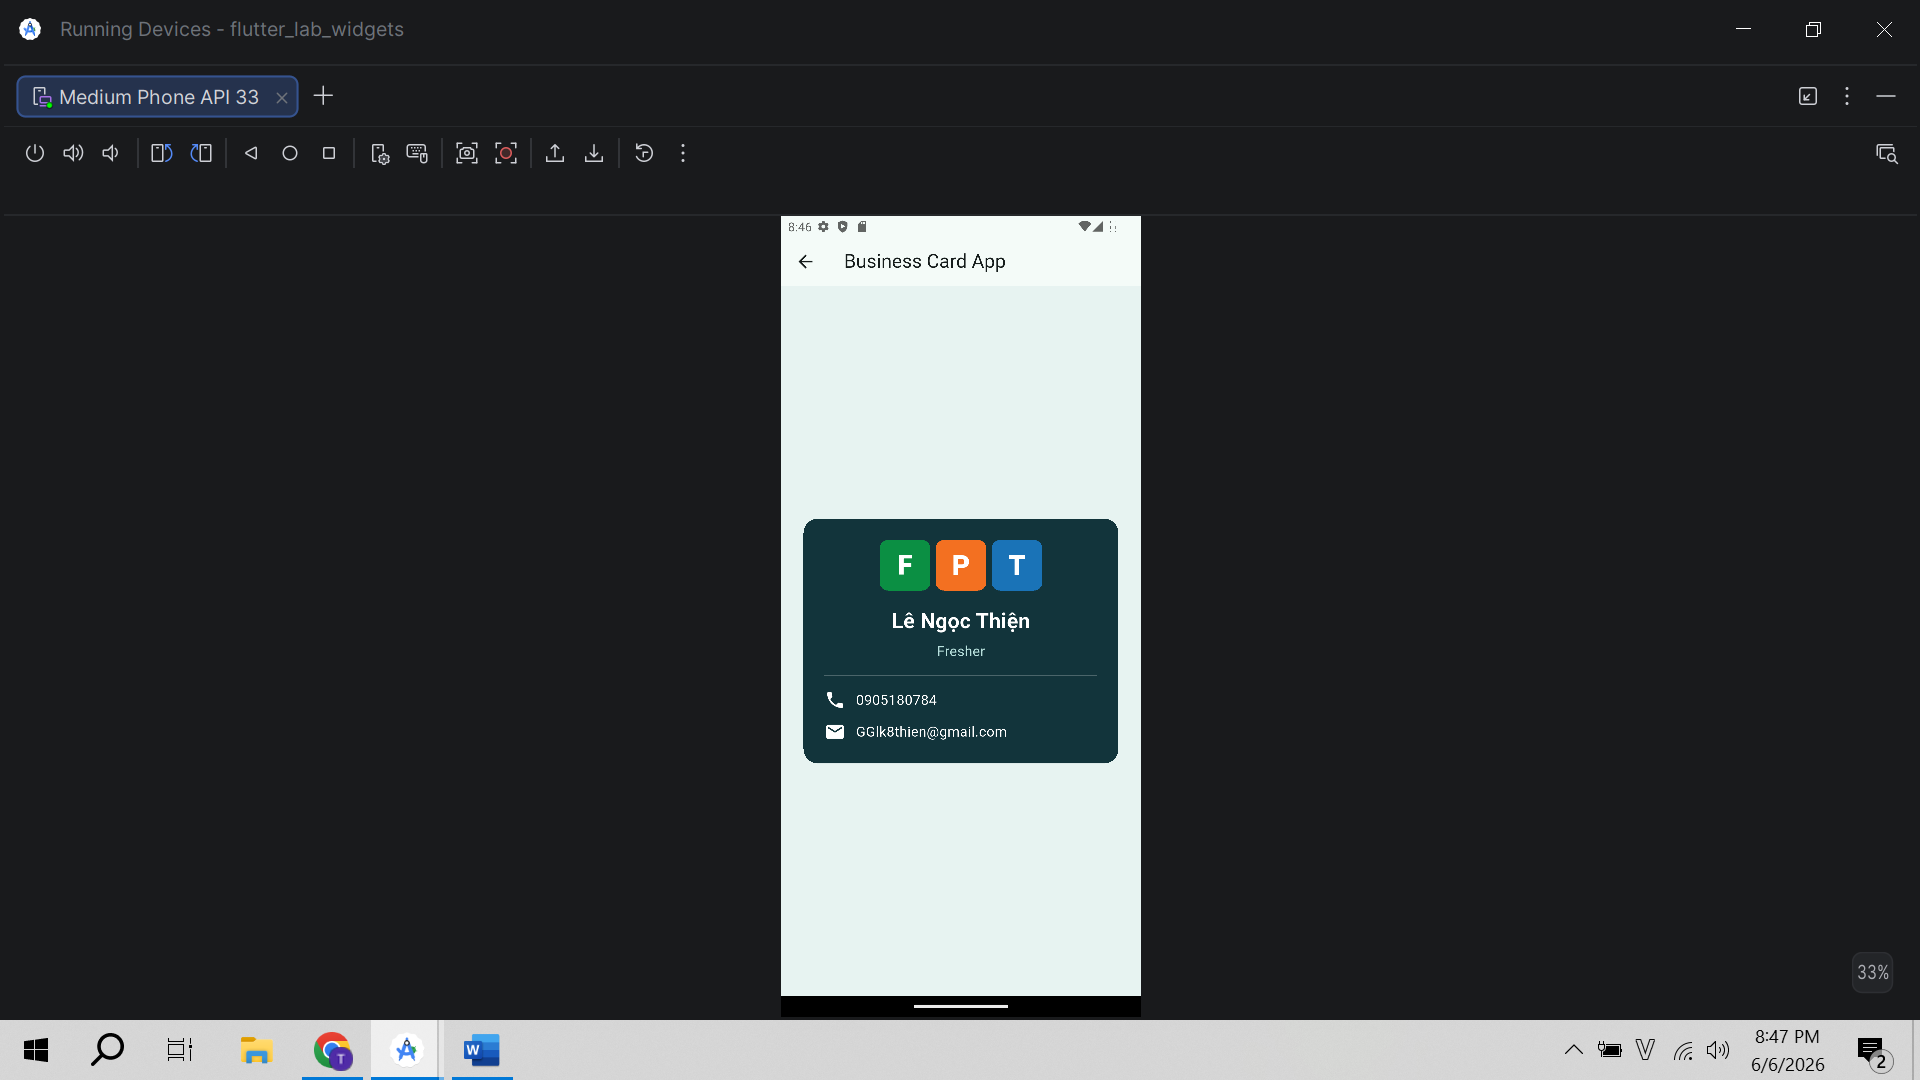 Running Devices - flutter_lab_widgets
Medium Phone API 33
8:46
Business Card App
F P T
Lê Ngọc Thiện
Fresher
0905180784
GGlk8thien@gmail.com
33%
T
W
8:47 PM
6/6/2026
2